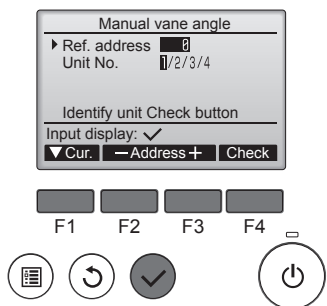 Manual vane angle
Ref. address 0
Unit No. 1/2/3/4
Identify unit Check button
Input display: ✓
▼Cur. −Address+ Check
F1 F2 F3 F4